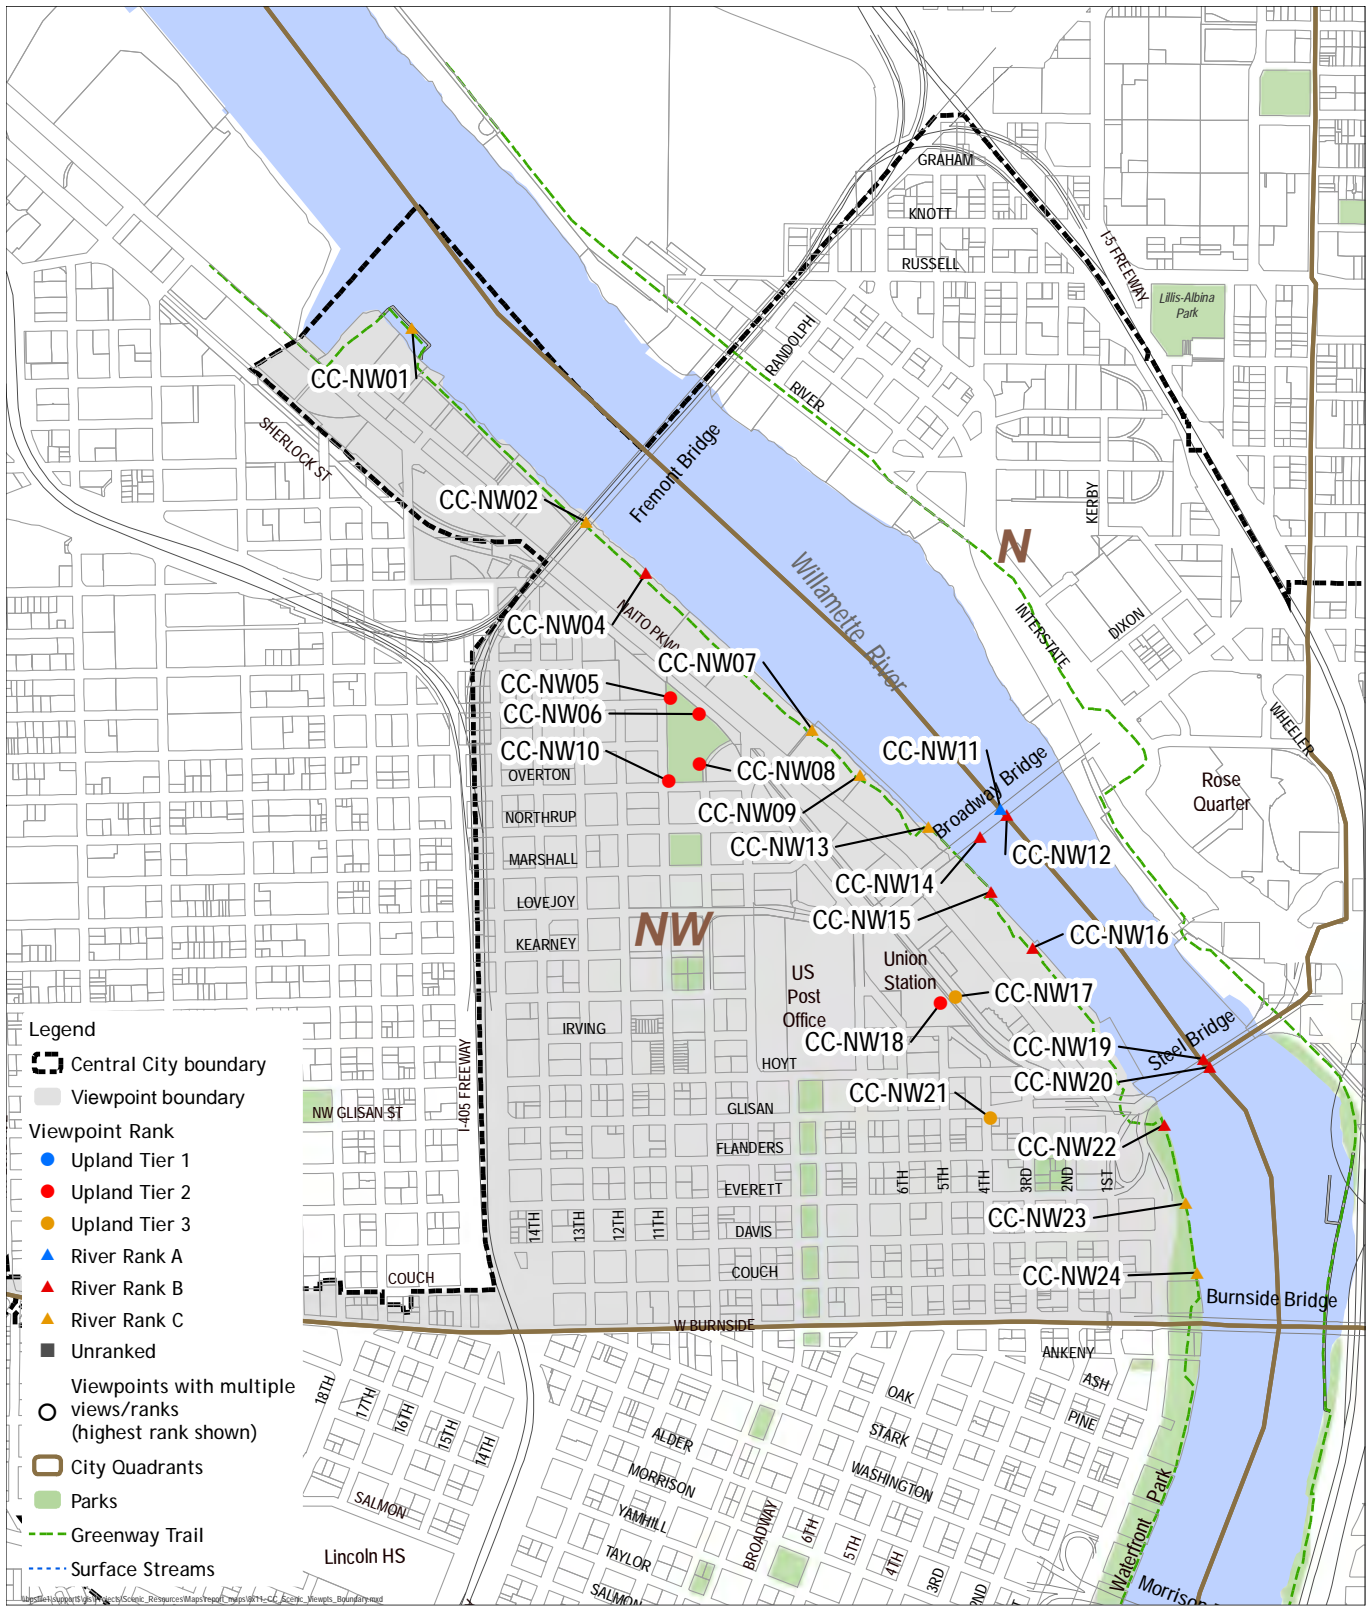 GRAHAM
KNOTT
RUSSELL
I-5 FREEWAY
Lillis-Albina
Park
RANDOLPH
RIVER
CC-NW01
SHERLOCK ST
Fremont Bridge
CC-NW02
KERBY
N
Willamette River
NAITO PKWY
CC-NW04
INTERSTATE
DIXON
CC-NW07
CC-NW05
CC-NW06
CC-NW10
OVERTON
CC-NW08
CC-NW11
Broadway Bridge
WHEELER
Rose
Quarter
CC-NW09
NORTHRUP
CC-NW13
CC-NW12
MARSHALL
CC-NW14
LOVEJOY
CC-NW15
NW
KEARNEY
CC-NW16
Union
Station
US
Post
Office
CC-NW17
IRVING
CC-NW18
HOYT
CC-NW19
Steel Bridge
CC-NW20
I-405 FREEWAY
CC-NW21
GLISAN
NW GLISAN ST
FLANDERS
CC-NW22
EVERETT
6TH
5TH
4TH
3RD
2ND
1ST
14TH
13TH
12TH
11TH
DAVIS
CC-NW23
COUCH
COUCH
CC-NW24
Burnside Bridge
W BURNSIDE
ANKENY
ASH
OAK
PINE
STARK
18TH
17TH
16TH
15TH
14TH
ALDER
WASHINGTON
MORRISON
SALMON
YAMHILL
TAYLOR
SALMON
BROADWAY
6TH
5TH
4TH
3RD
2ND
Waterfront Park
Lincoln HS
Legend
Central City boundary
Viewpoint boundary
Viewpoint Rank
Upland Tier 1
Upland Tier 2
Upland Tier 3
River Rank A
River Rank B
River Rank C
Unranked
Viewpoints with multiple
views/ranks
(highest rank shown)
City Quadrants
Parks
Greenway Trail
Surface Streams